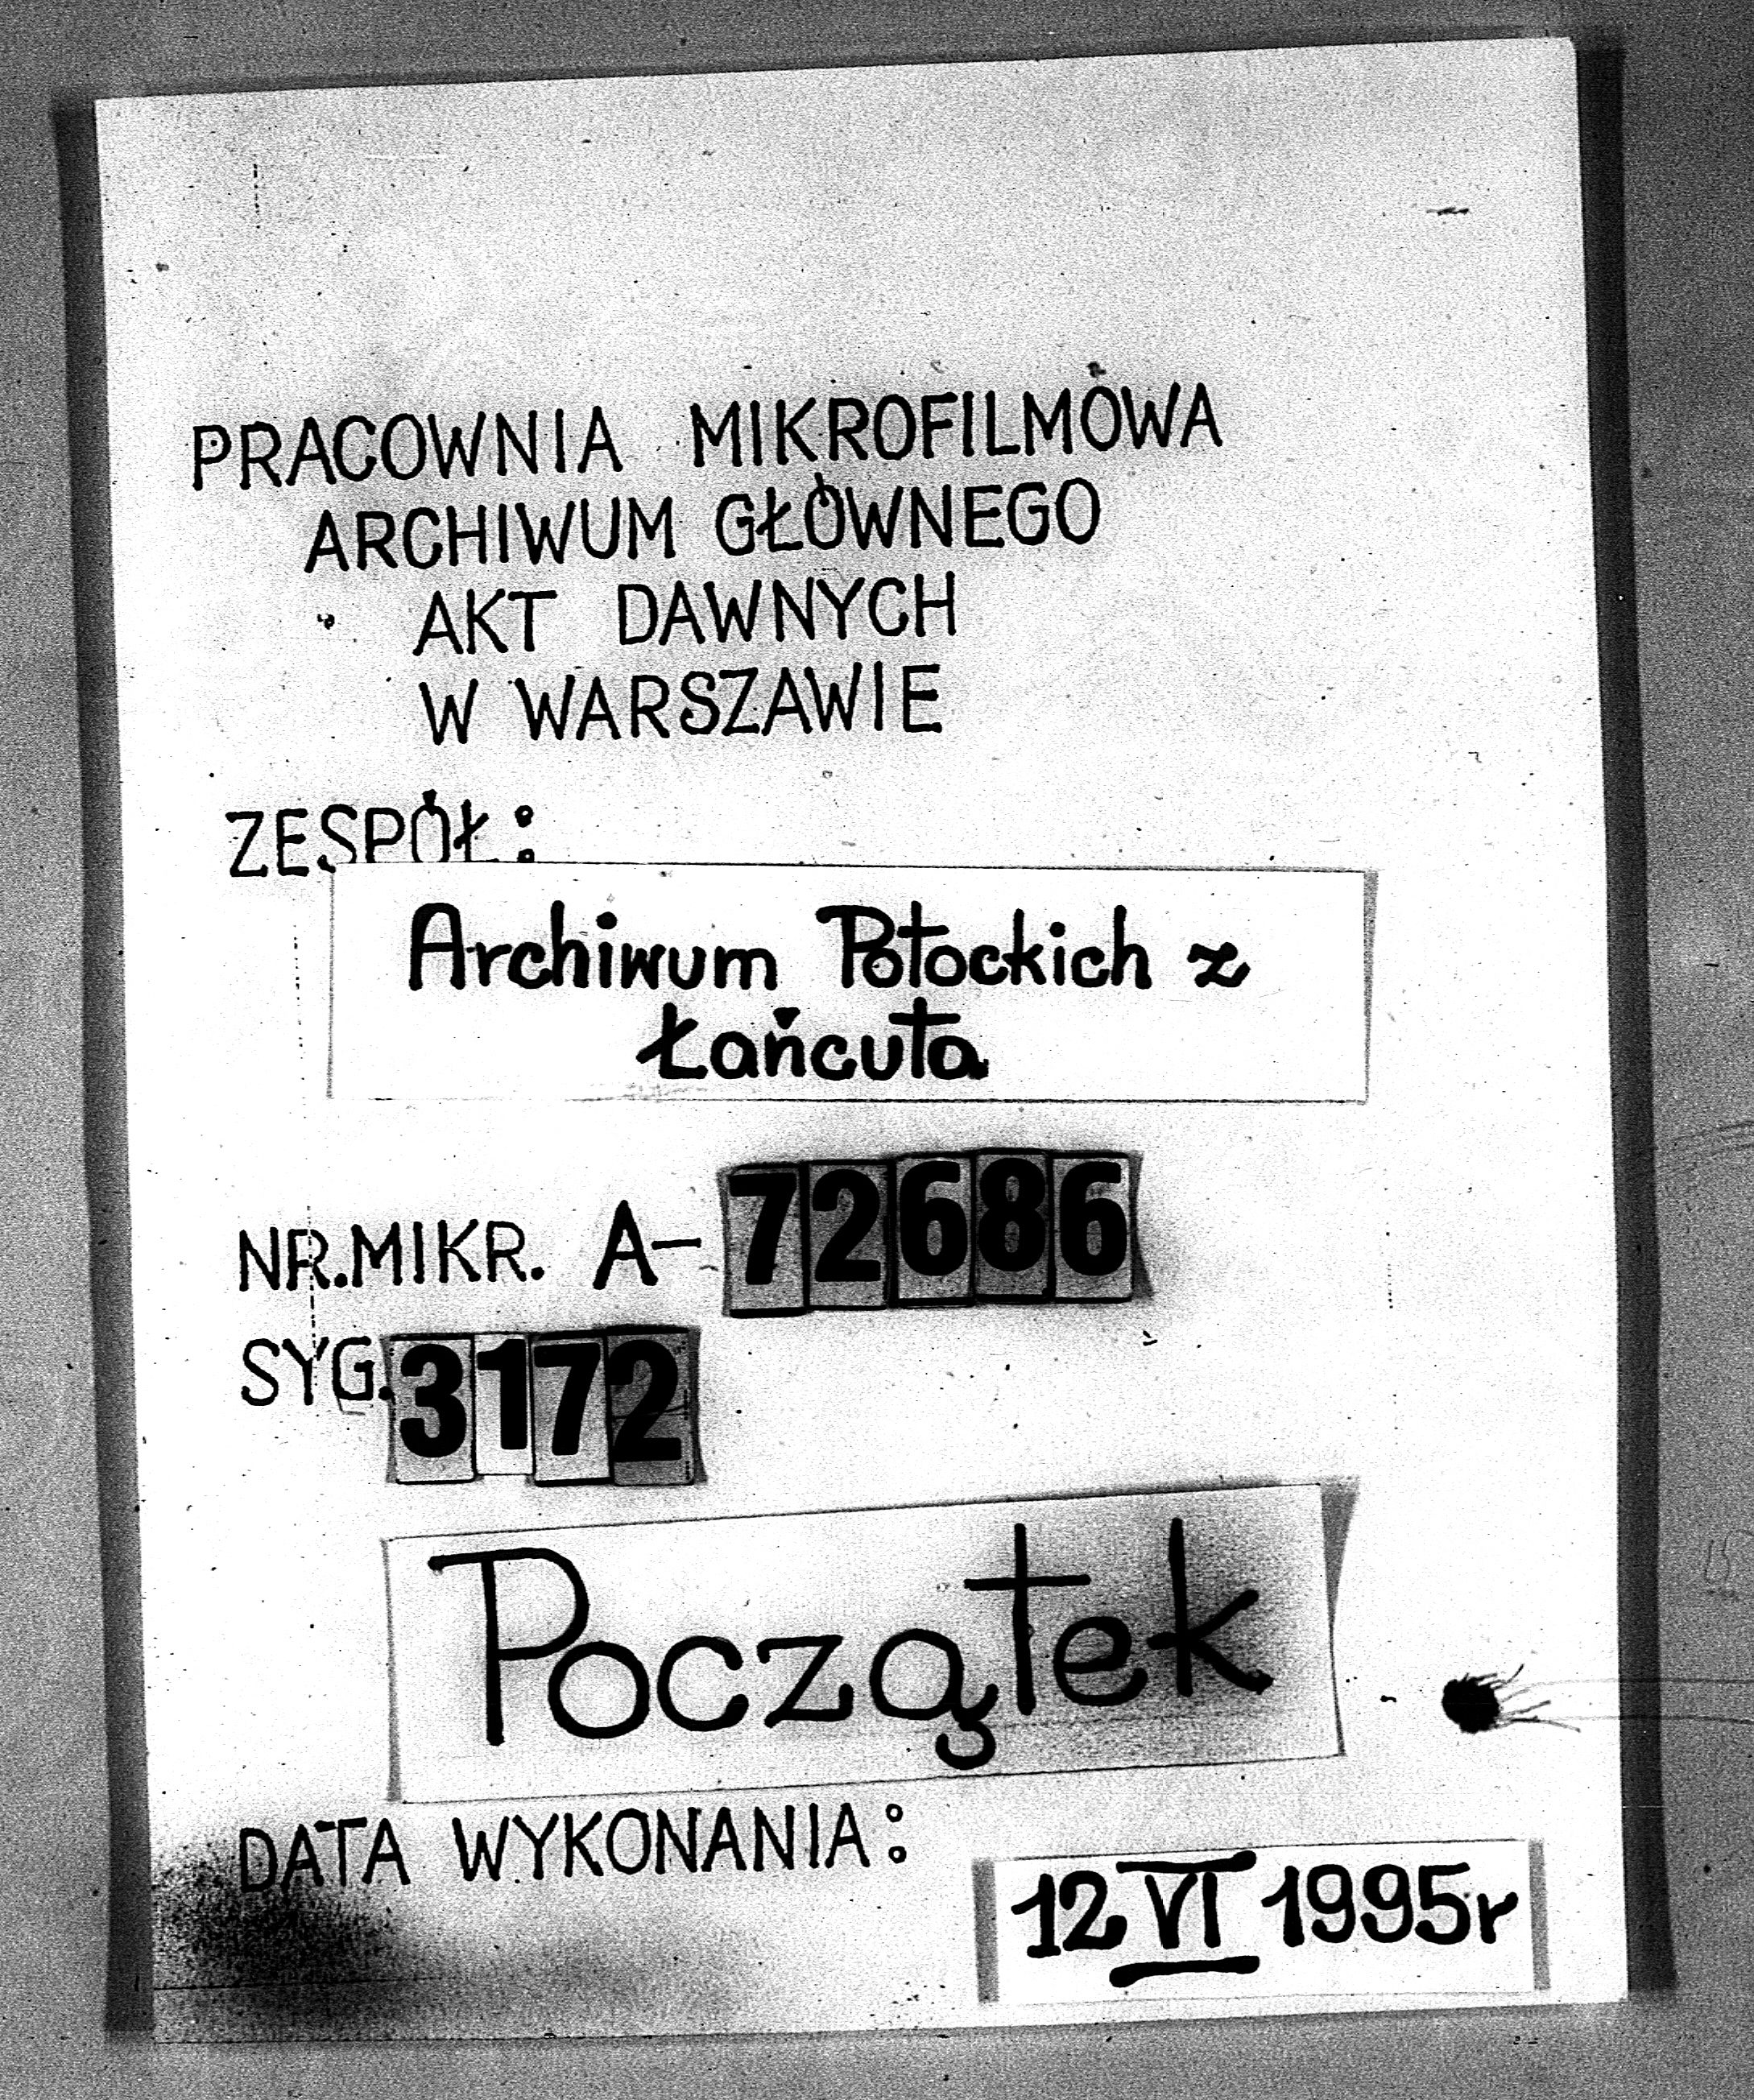 PRACOWNIA MIKROFILMOWA
ARCHIWUM GŁÓWNEGO
AKT DAWNYCH
W WARSZAWIE
ZESPÓŁ:
Archiwum Potockich z
Łańcuta
NR.MIKR. A-72686
SYG.3172
Początek
DATA WYKONANIA:
12 VI 1995r